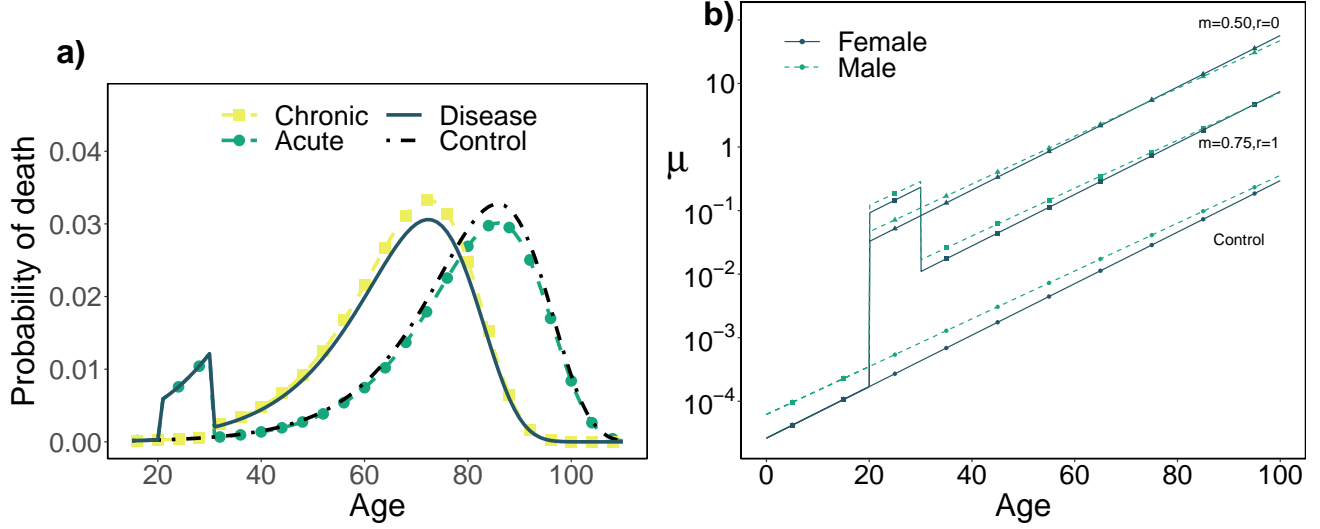 a)
Chronic
Disease
Acute
Control
Probability of death
0.04
0.03
0.02
0.01
0.00
20 40 60 80 100
Age
b)
Female
Male
m=0.50,r=0
m=0.75,r=1
Control
μ
10
1
10⁻¹
10⁻²
10⁻³
10⁻⁴
0 20 40 60 80 100
Age